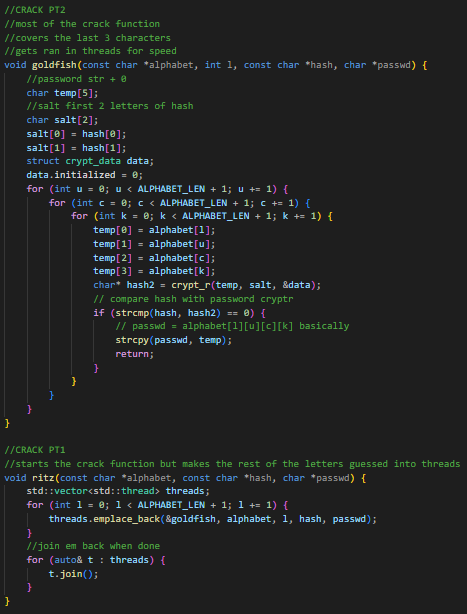 //CRACK PT2
//most of the crack function
//covers the last 3 characters
//gets ran in threads for speed
void goldfish(const char *alphabet, int l, const char *hash, char *passwd) {
    //password str + 0
    char temp[5];
    //salt first 2 letters of hash
    char salt[2];
    salt[0] = hash[0];
    salt[1] = hash[1];
    struct crypt_data data;
    data.initialized = 0;
    for (int u = 0; u < ALPHABET_LEN + 1; u += 1) {
        for (int c = 0; c < ALPHABET_LEN + 1; c += 1) {
            for (int k = 0; k < ALPHABET_LEN + 1; k += 1) {
                temp[0] = alphabet[l];
                temp[1] = alphabet[u];
                temp[2] = alphabet[c];
                temp[3] = alphabet[k];
                char* hash2 = crypt_r(temp, salt, &data);
                // compare hash with password cryptr
                if (strcmp(hash, hash2) == 0) {
                    // passwd = alphabet[l][u][c][k] basically
                    strcpy(passwd, temp);
                    return;
                }
            }
        }
    }
}
//CRACK PT1
//starts the crack function but makes the rest of the letters guessed into threads
void ritz(const char *alphabet, const char *hash, char *passwd) {
    std::vector<std::thread> threads;
    for (int l = 0; l < ALPHABET_LEN + 1; l += 1) {
        threads.emplace_back(&goldfish, alphabet, l, hash, passwd);
    }
    //join em back when done
    for (auto& t : threads) {
        t.join();
    }
}